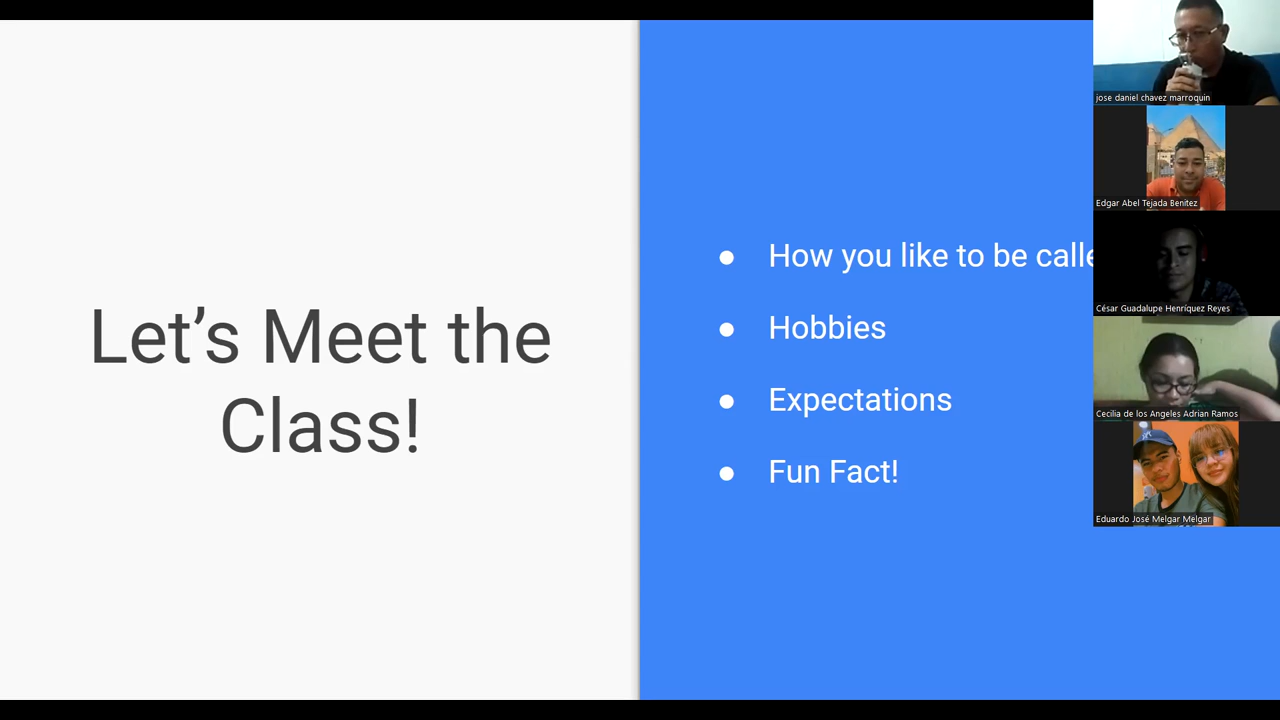 Let's Meet the
Class!
● How you like to be calle
● Hobbies
● Expectations
● Fun Fact!
jose daniel chavez marroquin
Edgar Abel Tejada Benitez
César Guadalupe Henríquez Reyes
Cecilia de los Angeles Adrian Ramos
Eduardo José Melgar Melgar